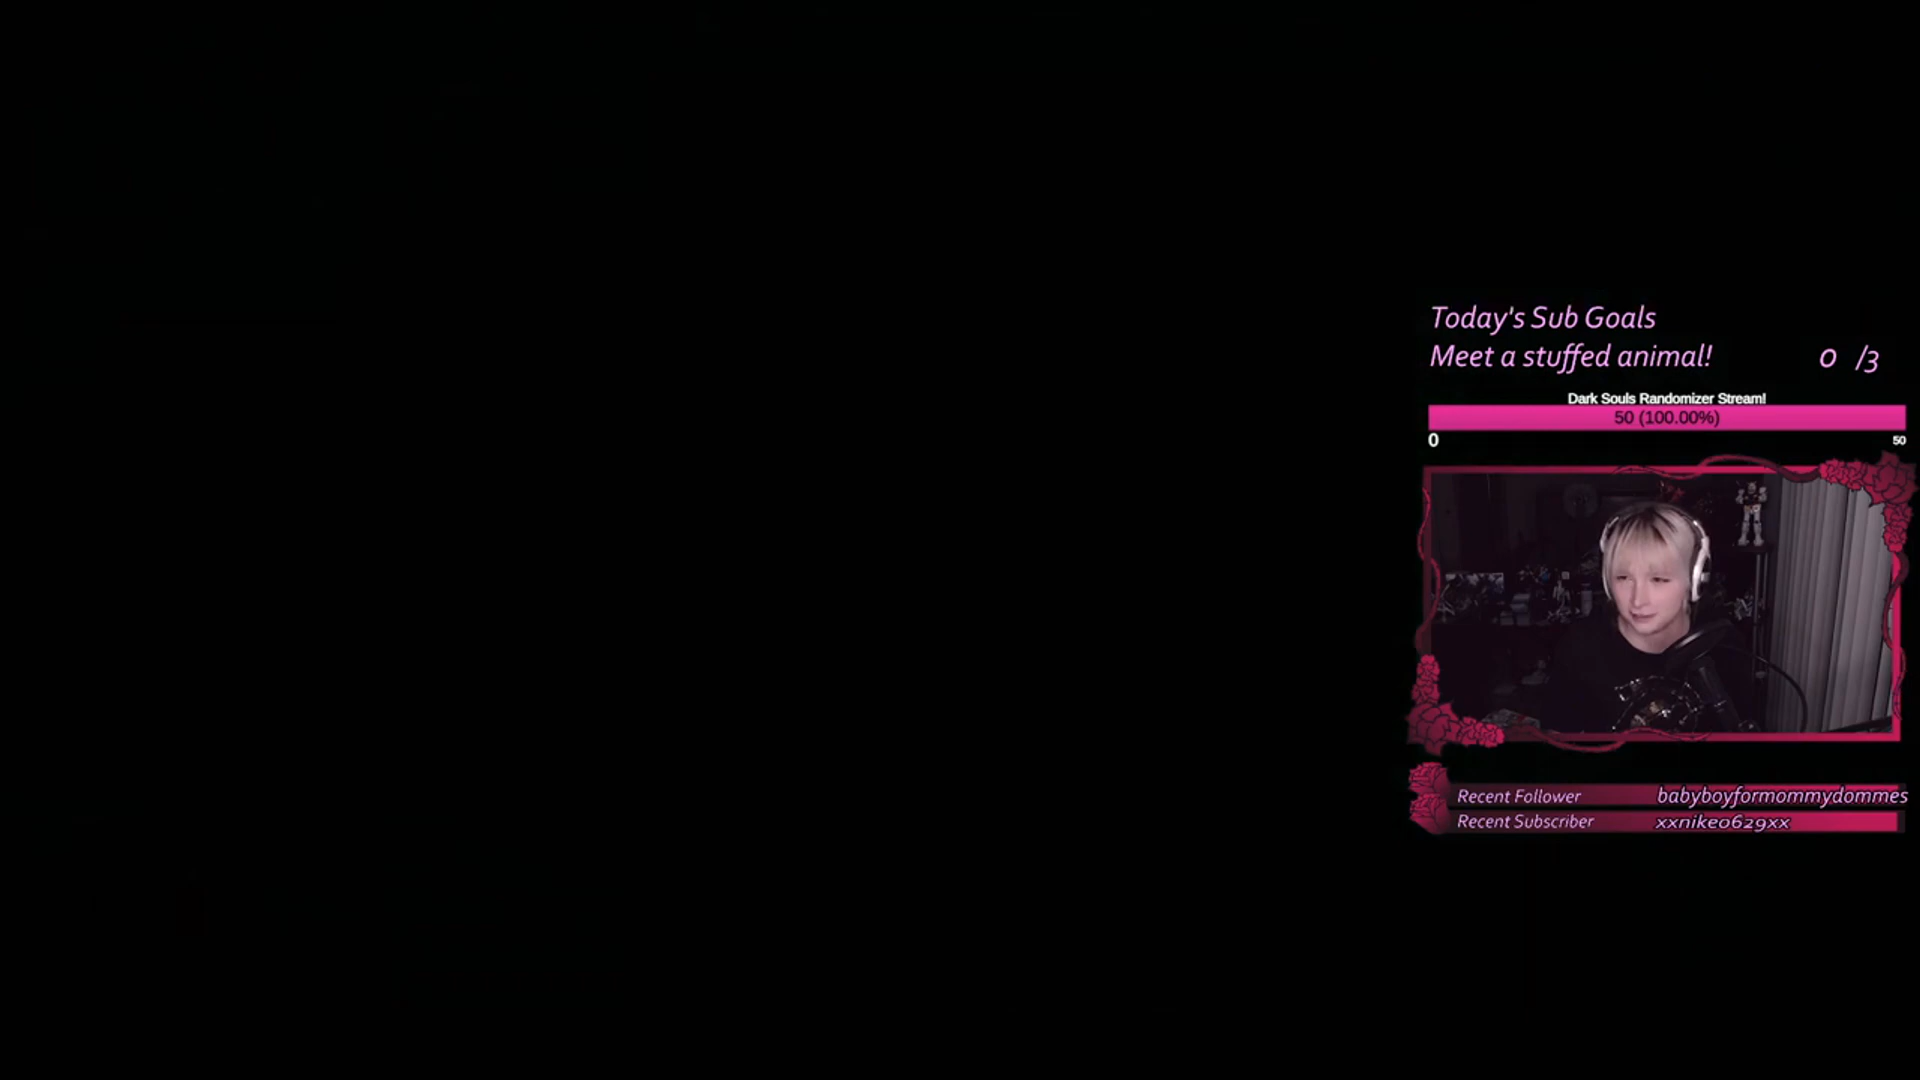 Today's Sub Goals
Meet a stuffed animal! 0 /3
Dark Souls Randomizer Stream!
50 (100.00%)
0 50
Recent Follower babyboyformommydommes
Recent Subscriber xxnike0629xx